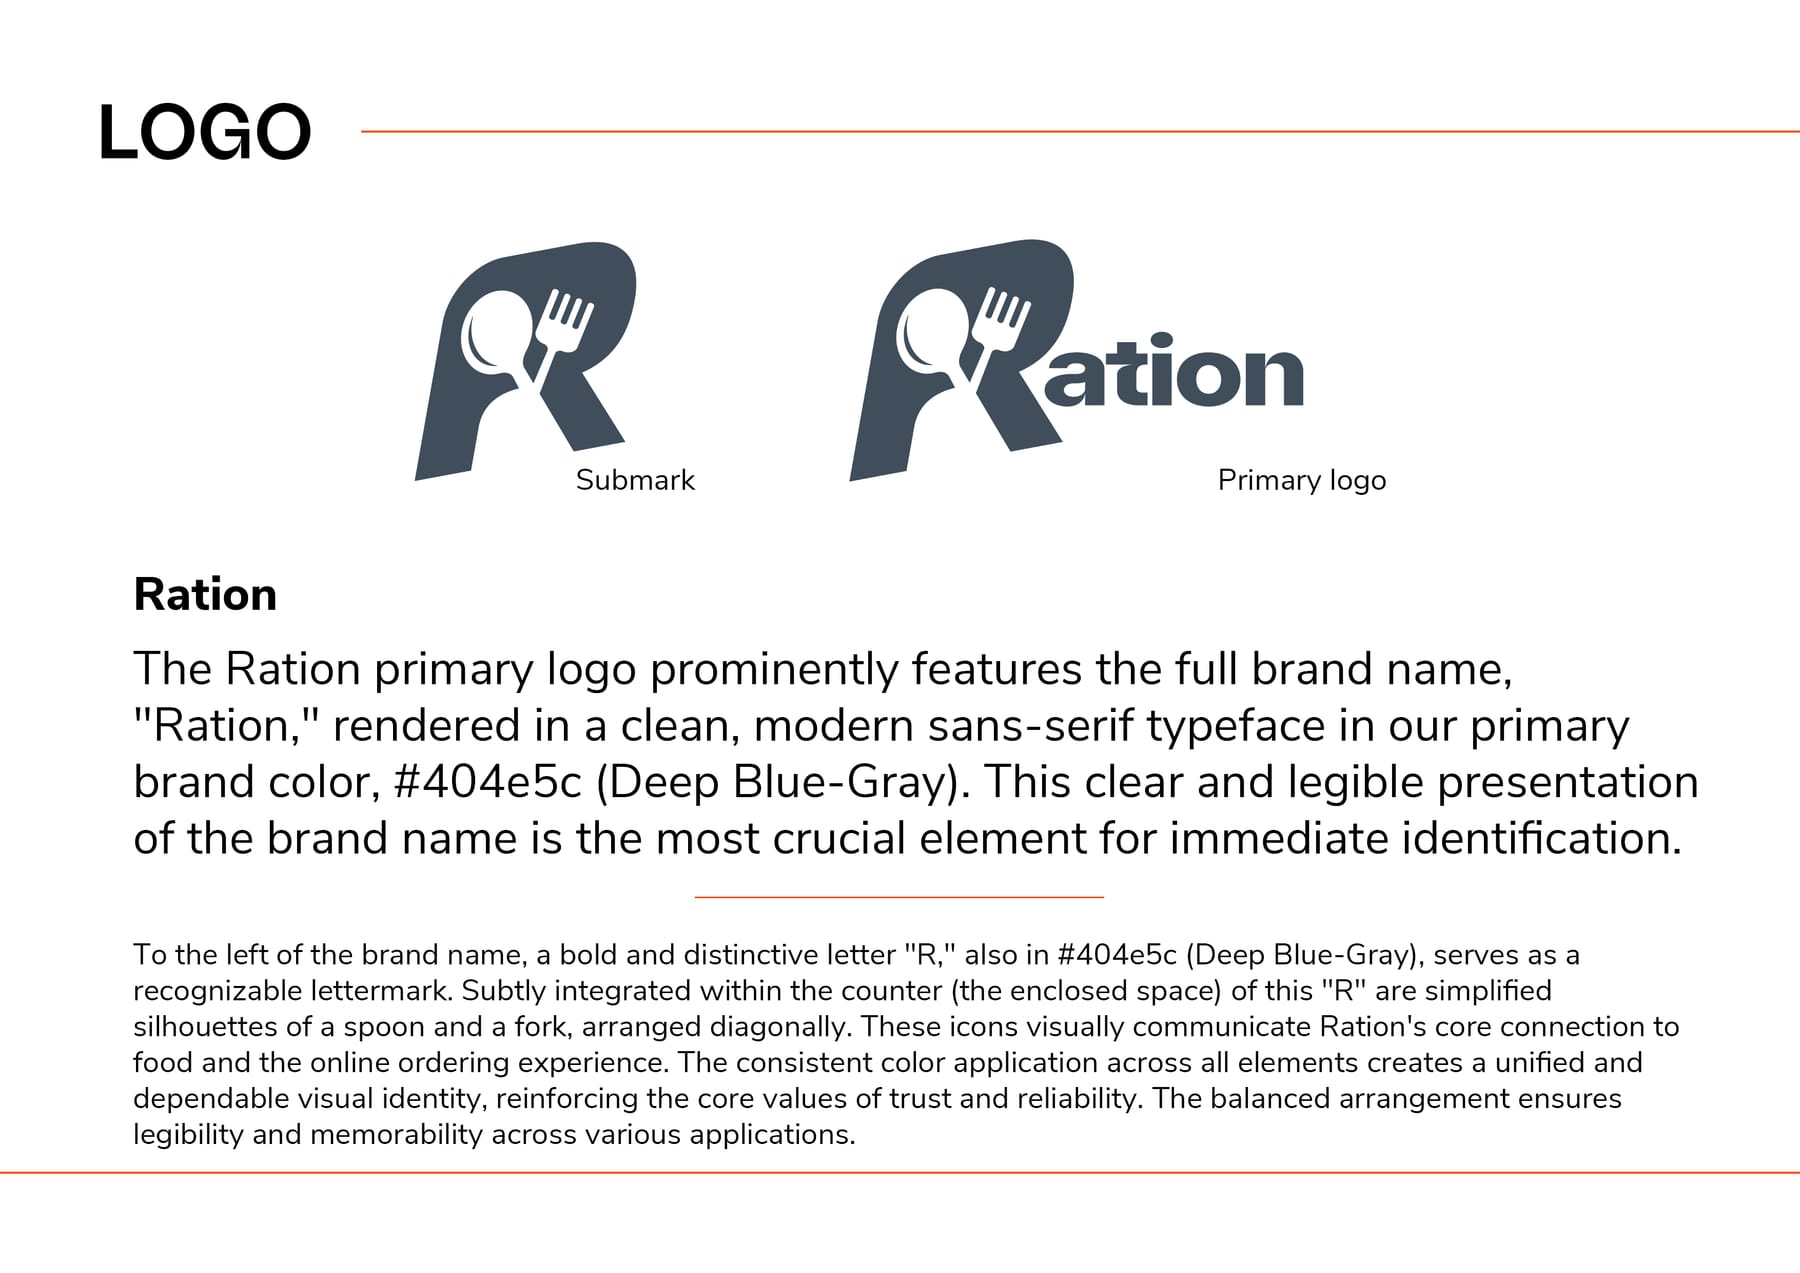 LOGO
Ration
Submark
Primary logo
Ration
The Ration primary logo prominently features the full brand name,
"Ration," rendered in a clean, modern sans-serif typeface in our primary
brand color, #404e5c (Deep Blue-Gray). This clear and legible presentation
of the brand name is the most crucial element for immediate identification.
To the left of the brand name, a bold and distinctive letter "R," also in #404e5c (Deep Blue-Gray), serves as a
recognizable lettermark. Subtly integrated within the counter (the enclosed space) of this "R" are simplified
silhouettes of a spoon and a fork, arranged diagonally. These icons visually communicate Ration's core connection to
food and the online ordering experience. The consistent color application across all elements creates a unified and
dependable visual identity, reinforcing the core values of trust and reliability. The balanced arrangement ensures
legibility and memorability across various applications.